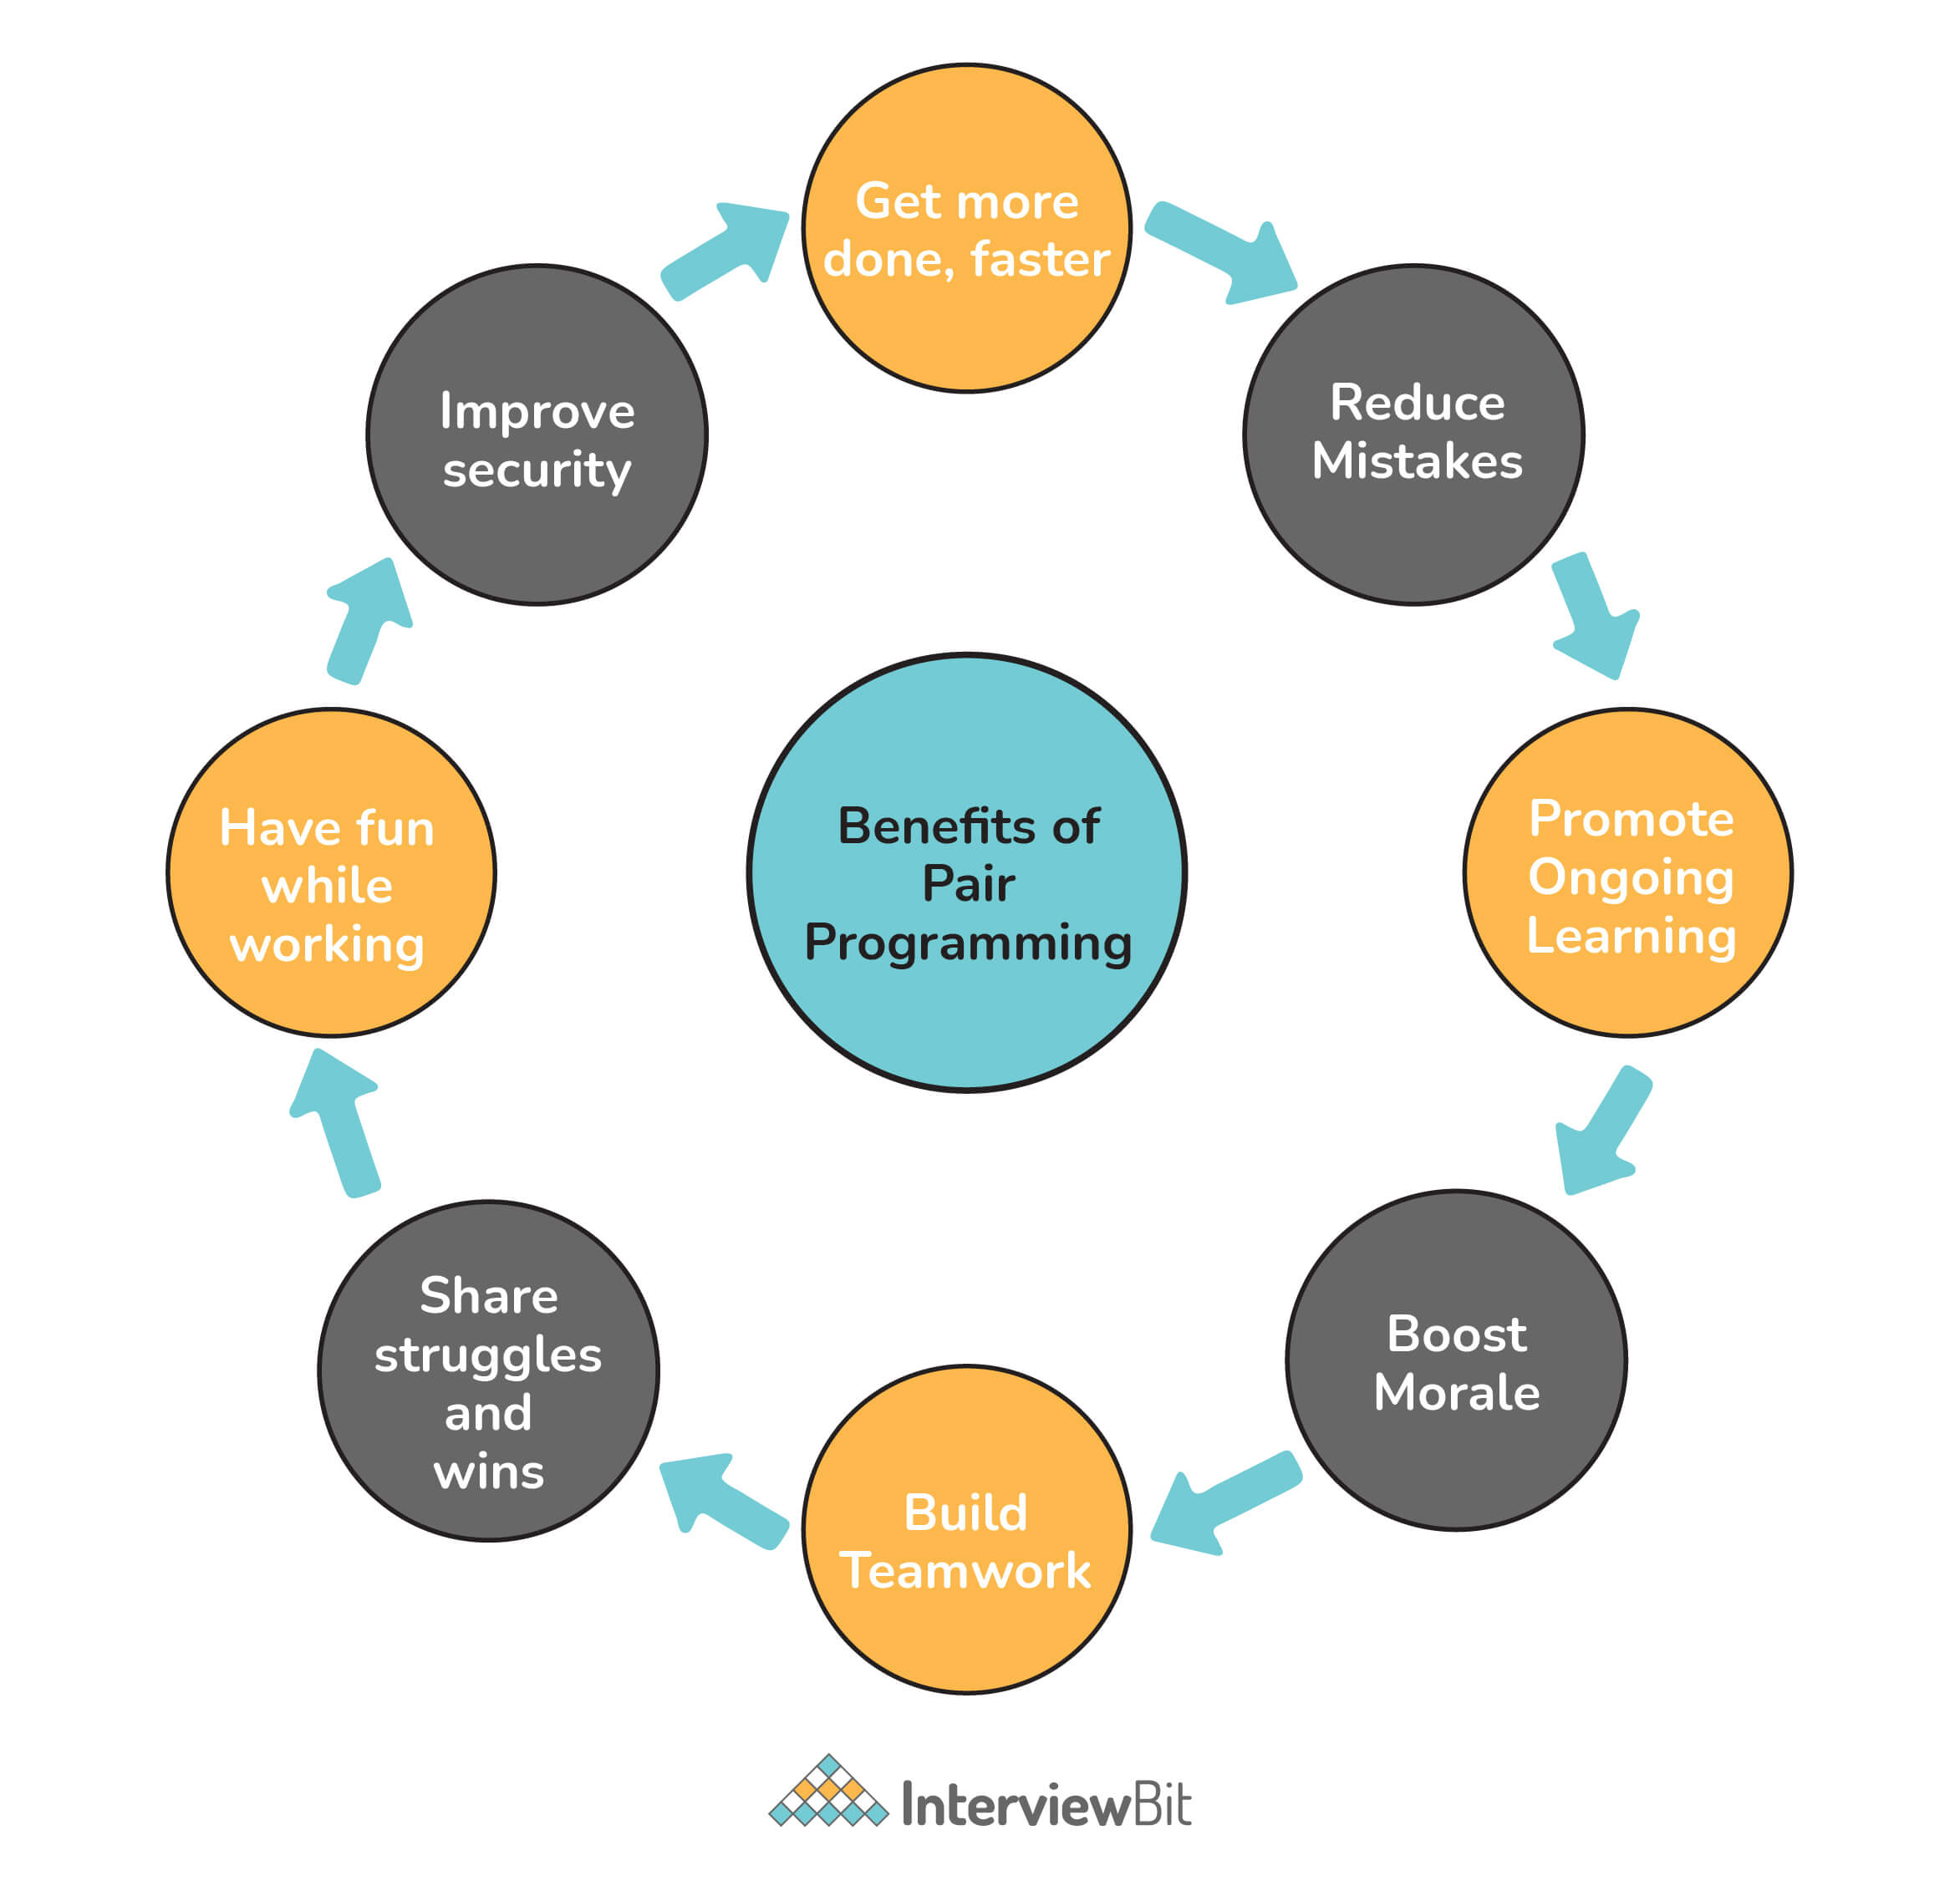 Get more
done, faster
Reduce
Mistakes
Promote
Ongoing
Learning
Boost
Morale
Build
Teamwork
Share
struggles
and
wins
Have fun
while
working
Improve
security
Benefits of
Pair
Programming
InterviewBit